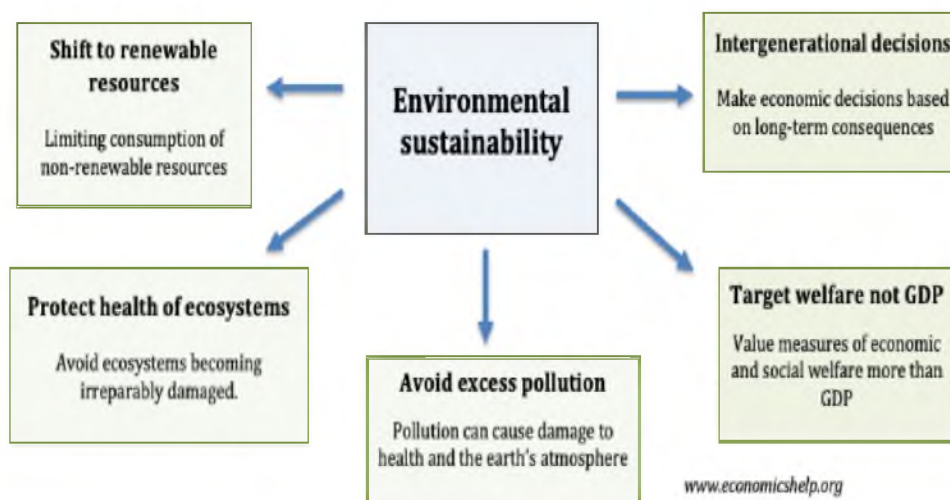 Shift to renewable
resources
Limiting consumption of
non-renewable resources
Environmental
sustainability
Intergenerational decisions
Make economic decisions based
on long-term consequences
Protect health of ecosystems
Avoid ecosystems becoming
irreparably damaged.
Avoid excess pollution
Pollution can cause damage to
health and the earth's atmosphere
Target welfare not GDP
Value measures of economic
and social welfare more than
GDP
www.economicshelp.org